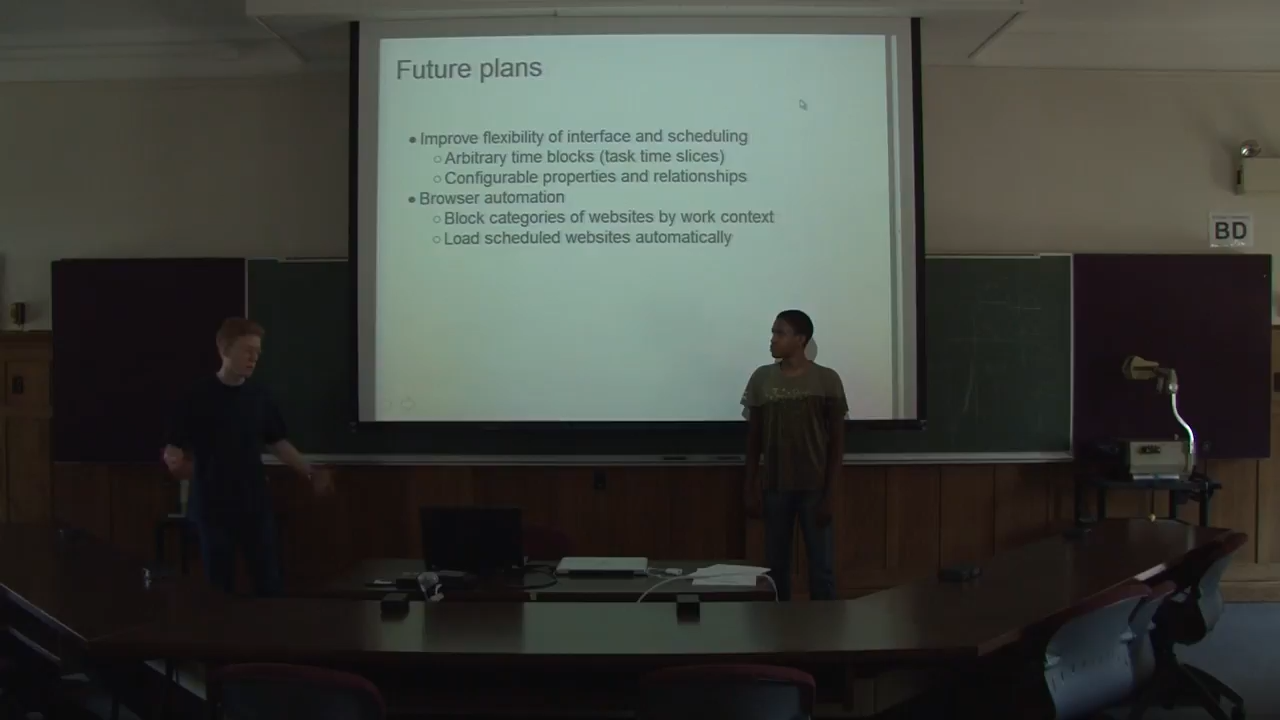 Future plans
● Improve flexibility of interface and scheduling
○ Arbitrary time blocks (task time slices)
○ Configurable properties and relationships
● Browser automation
○ Block categories of websites by work context
○ Load scheduled websites automatically
BD